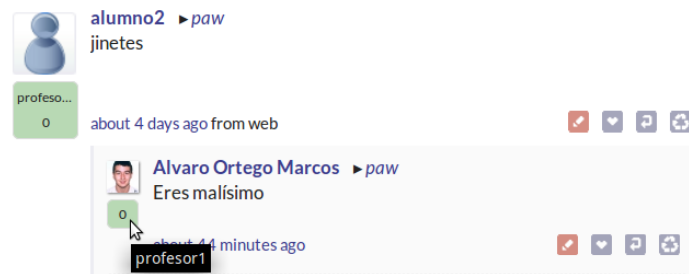 alumno2 ▸ paw
jinetes
profeso...
0
about 4 days ago from web
Alvaro Ortego Marcos ▸ paw
Eres malísimo
0
about 44 minutes ago
profesor1